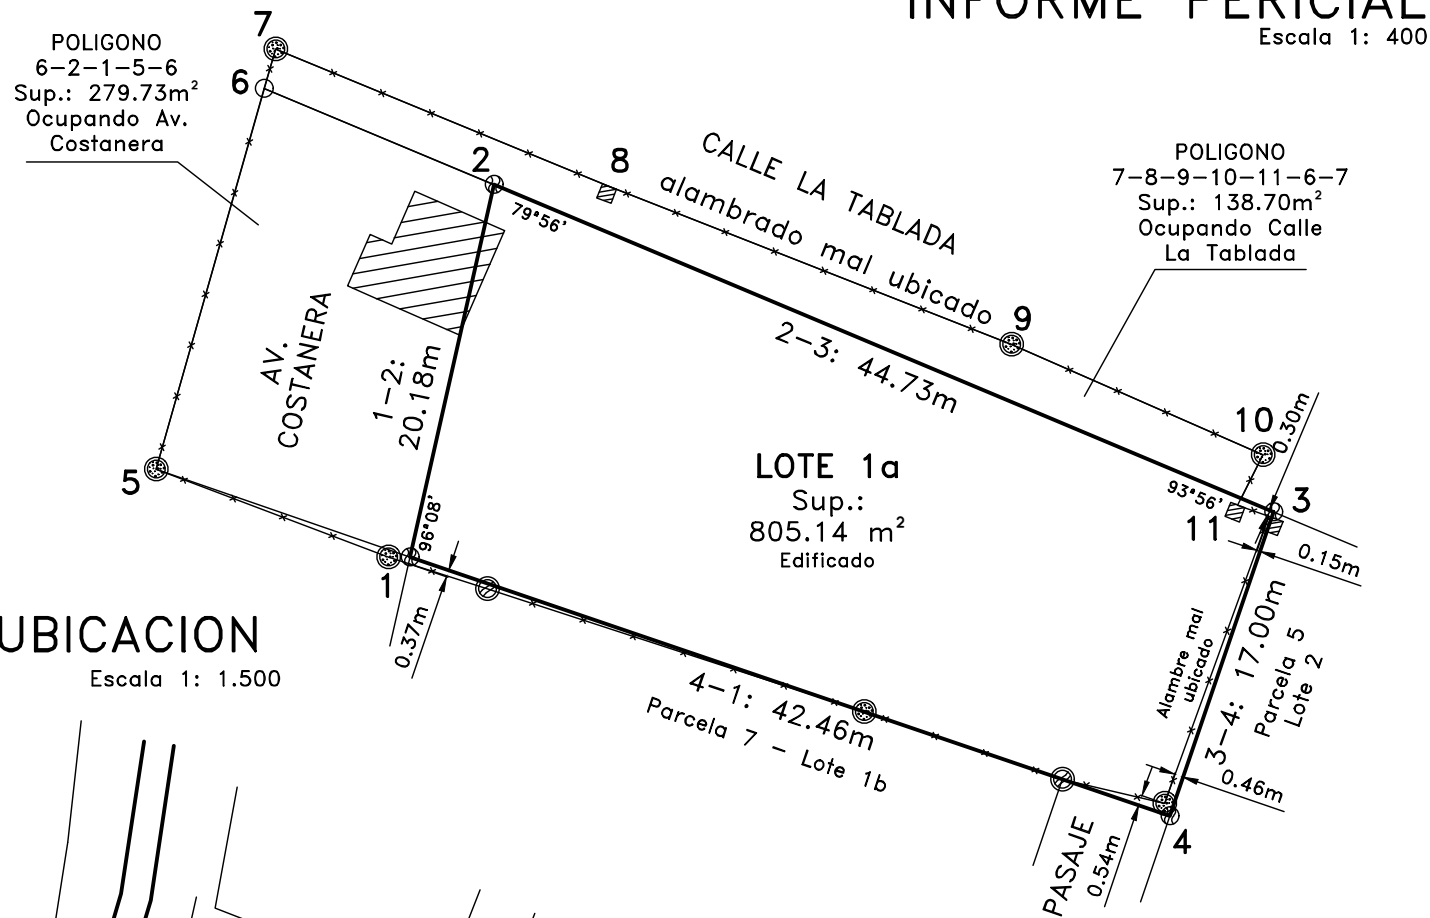 INFORME PERICIAL
Escala 1: 400
POLIGONO
6-2-1-5-6
Sup.: 279.73m²
Ocupando Av.
Costanera
7
6
2
8
CALLE LA TABLADA
alambrado mal ubicado
POLIGONO
7-8-9-10-11-6-7
Sup.: 138.70m²
Ocupando Calle
La Tablada
79°56'
9
2-3: 44.73m
AV.
COSTANERA
1-2:
20.18m
10
0.30m
LOTE 1a
Sup.:
805.14 m²
Edificado
93°56'
3
11
0.15m
5
96°08'
1
0.37m
UBICACION
Escala 1: 1.500
4-1: 42.46m
Parcela 7 - Lote 1b
Alambre mal
ubicado
3-4: 17.00m
Parcela 5
Lote 2
0.46m
PASAJE
0.54m
4